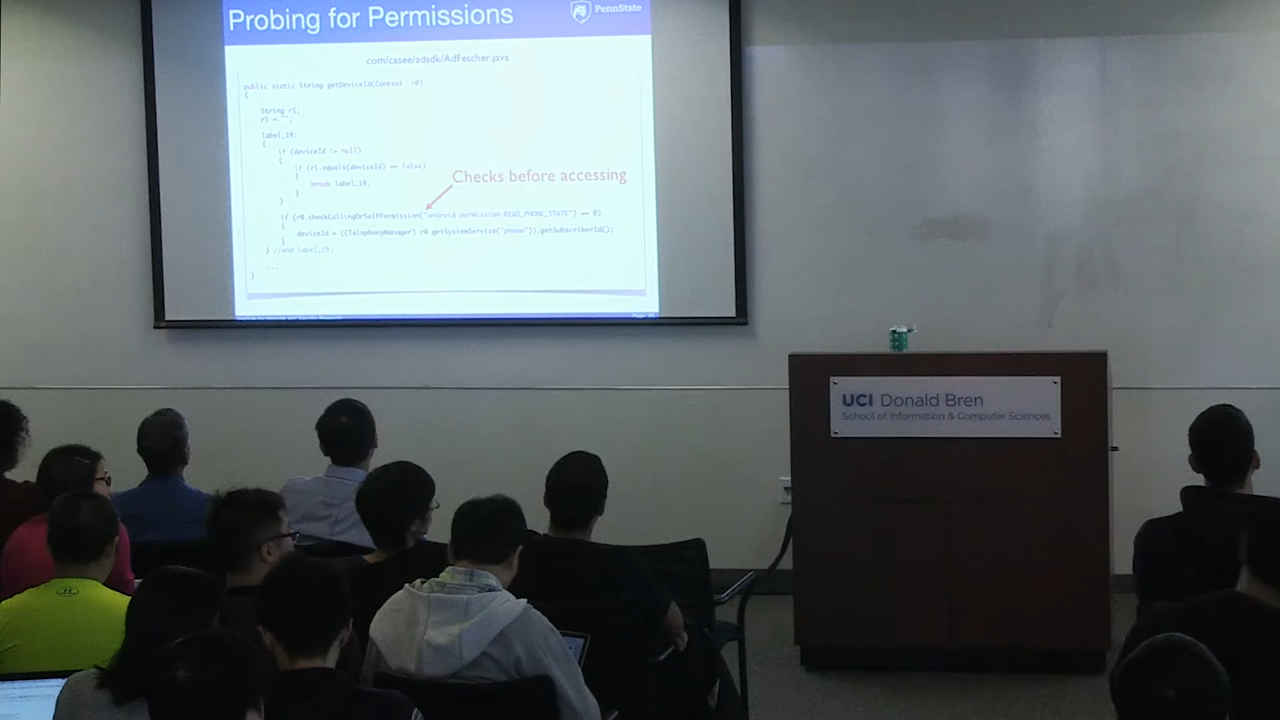 Probing for Permissions
PennState
com/casee/adsdk/AdFetcher.java
public static String getDeviceId(Context r0)
{
String r1;
r1 = "";
label_19:
{
if (deviceId != null)
{
if (r1.equals(deviceId) == false)
{
break label_19;
}
}
Checks before accessing
if (r0.checkCallingOrSelfPermission("android.permission.READ_PHONE_STATE") == 0)
{
deviceId = ((TelephonyManager) r0.getSystemService("phone")).getSubscriberId();
}
} //end label_19:
...
}
UCI Donald Bren
School of Information & Computer Sciences